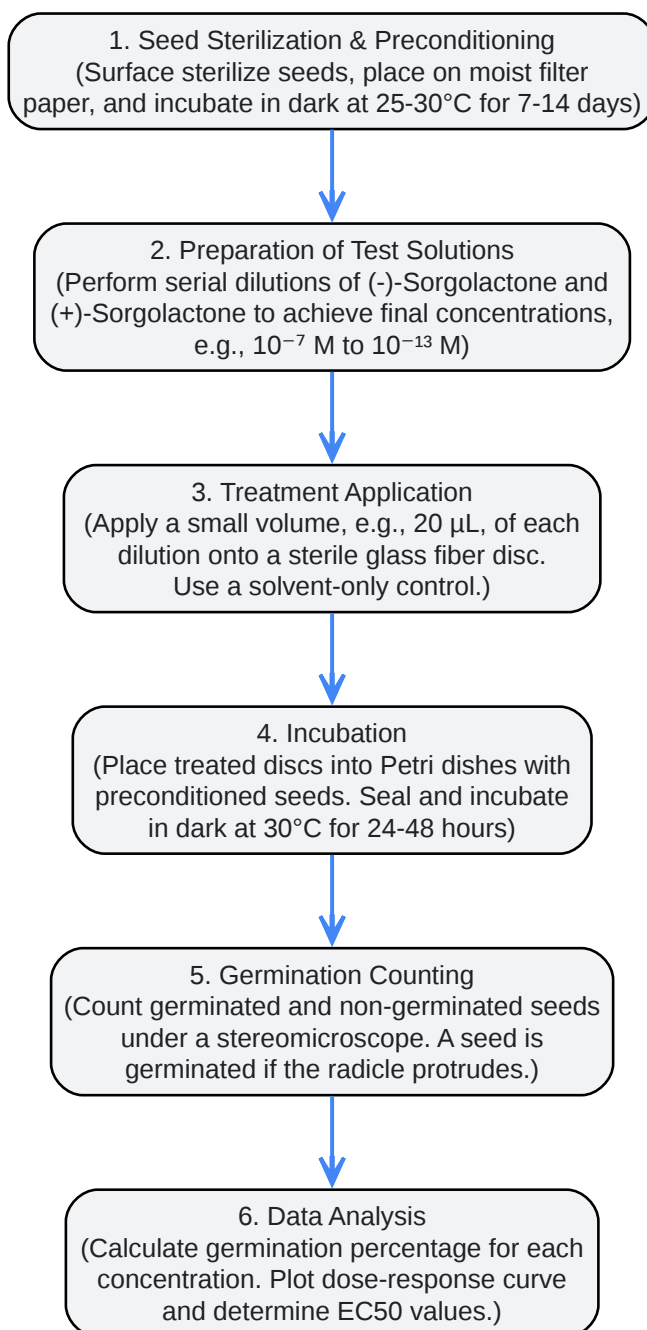 1. Seed Sterilization & Preconditioning
(Surface sterilize seeds, place on moist filter
paper, and incubate in dark at 25-30°C for 7-14 days)
2. Preparation of Test Solutions
(Perform serial dilutions of (-)-Sorgolactone and
(+)-Sorgolactone to achieve final concentrations,
e.g., 10⁻⁷ M to 10⁻¹³ M)
3. Treatment Application
(Apply a small volume, e.g., 20 µL, of each
dilution onto a sterile glass fiber disc.
Use a solvent-only control.)
4. Incubation
(Place treated discs into Petri dishes with
preconditioned seeds. Seal and incubate
in dark at 30°C for 24-48 hours)
5. Germination Counting
(Count germinated and non-germinated seeds
under a stereomicroscope. A seed is
germinated if the radicle protrudes.)
6. Data Analysis
(Calculate germination percentage for each
concentration. Plot dose-response curve
and determine EC50 values.)